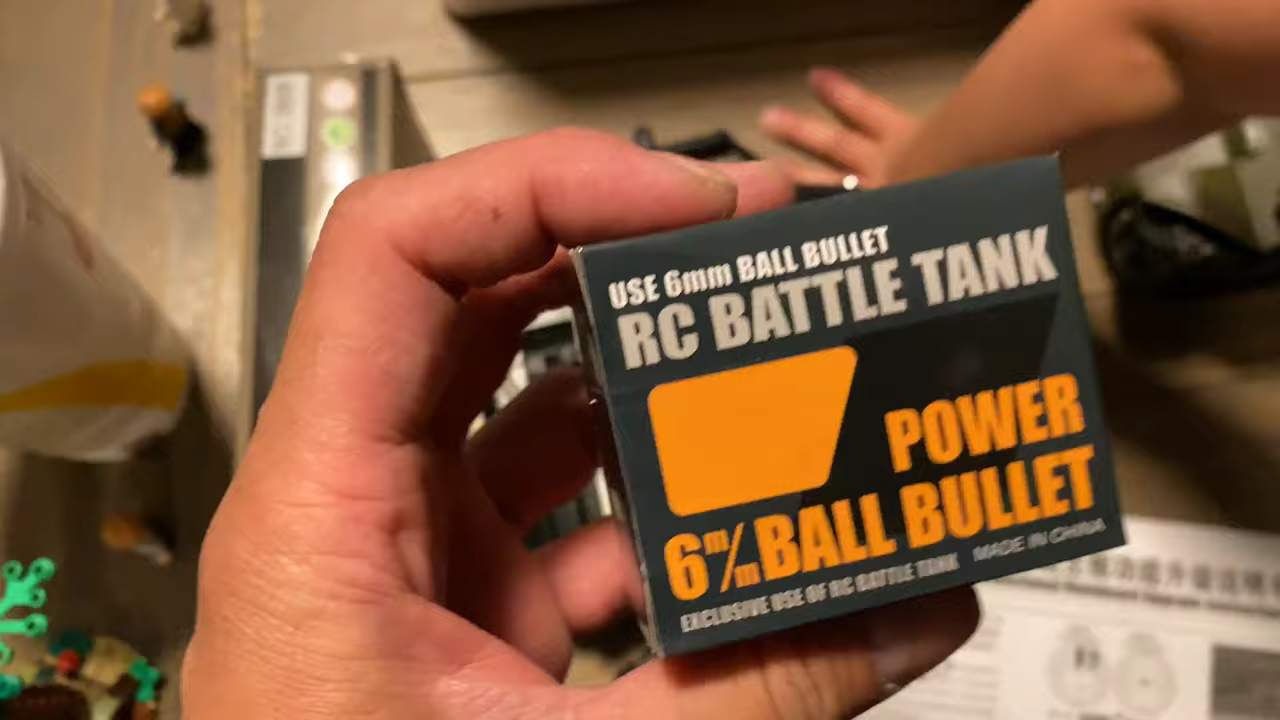 USE 6mm BALL BULLET
RC BATTLE TANK
POWER
6m/m BALL BULLET
EXCLUSIVE USE OF RC BATTLE TANK
MADE IN CHINA